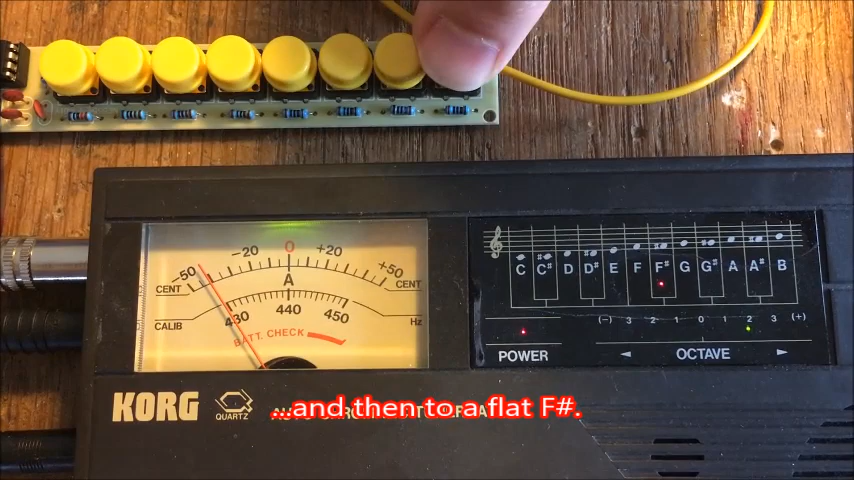 -50 -20 0 +20 +50
CENT A CENT
CALIB 430 440 450 Hz
BATT. CHECK
C C# D D# E F F# G G# A A# B
(-) 3 2 1 0 1 2 3 (+)
POWER OCTAVE
KORG QUARTZ
...and then to a flat F#.